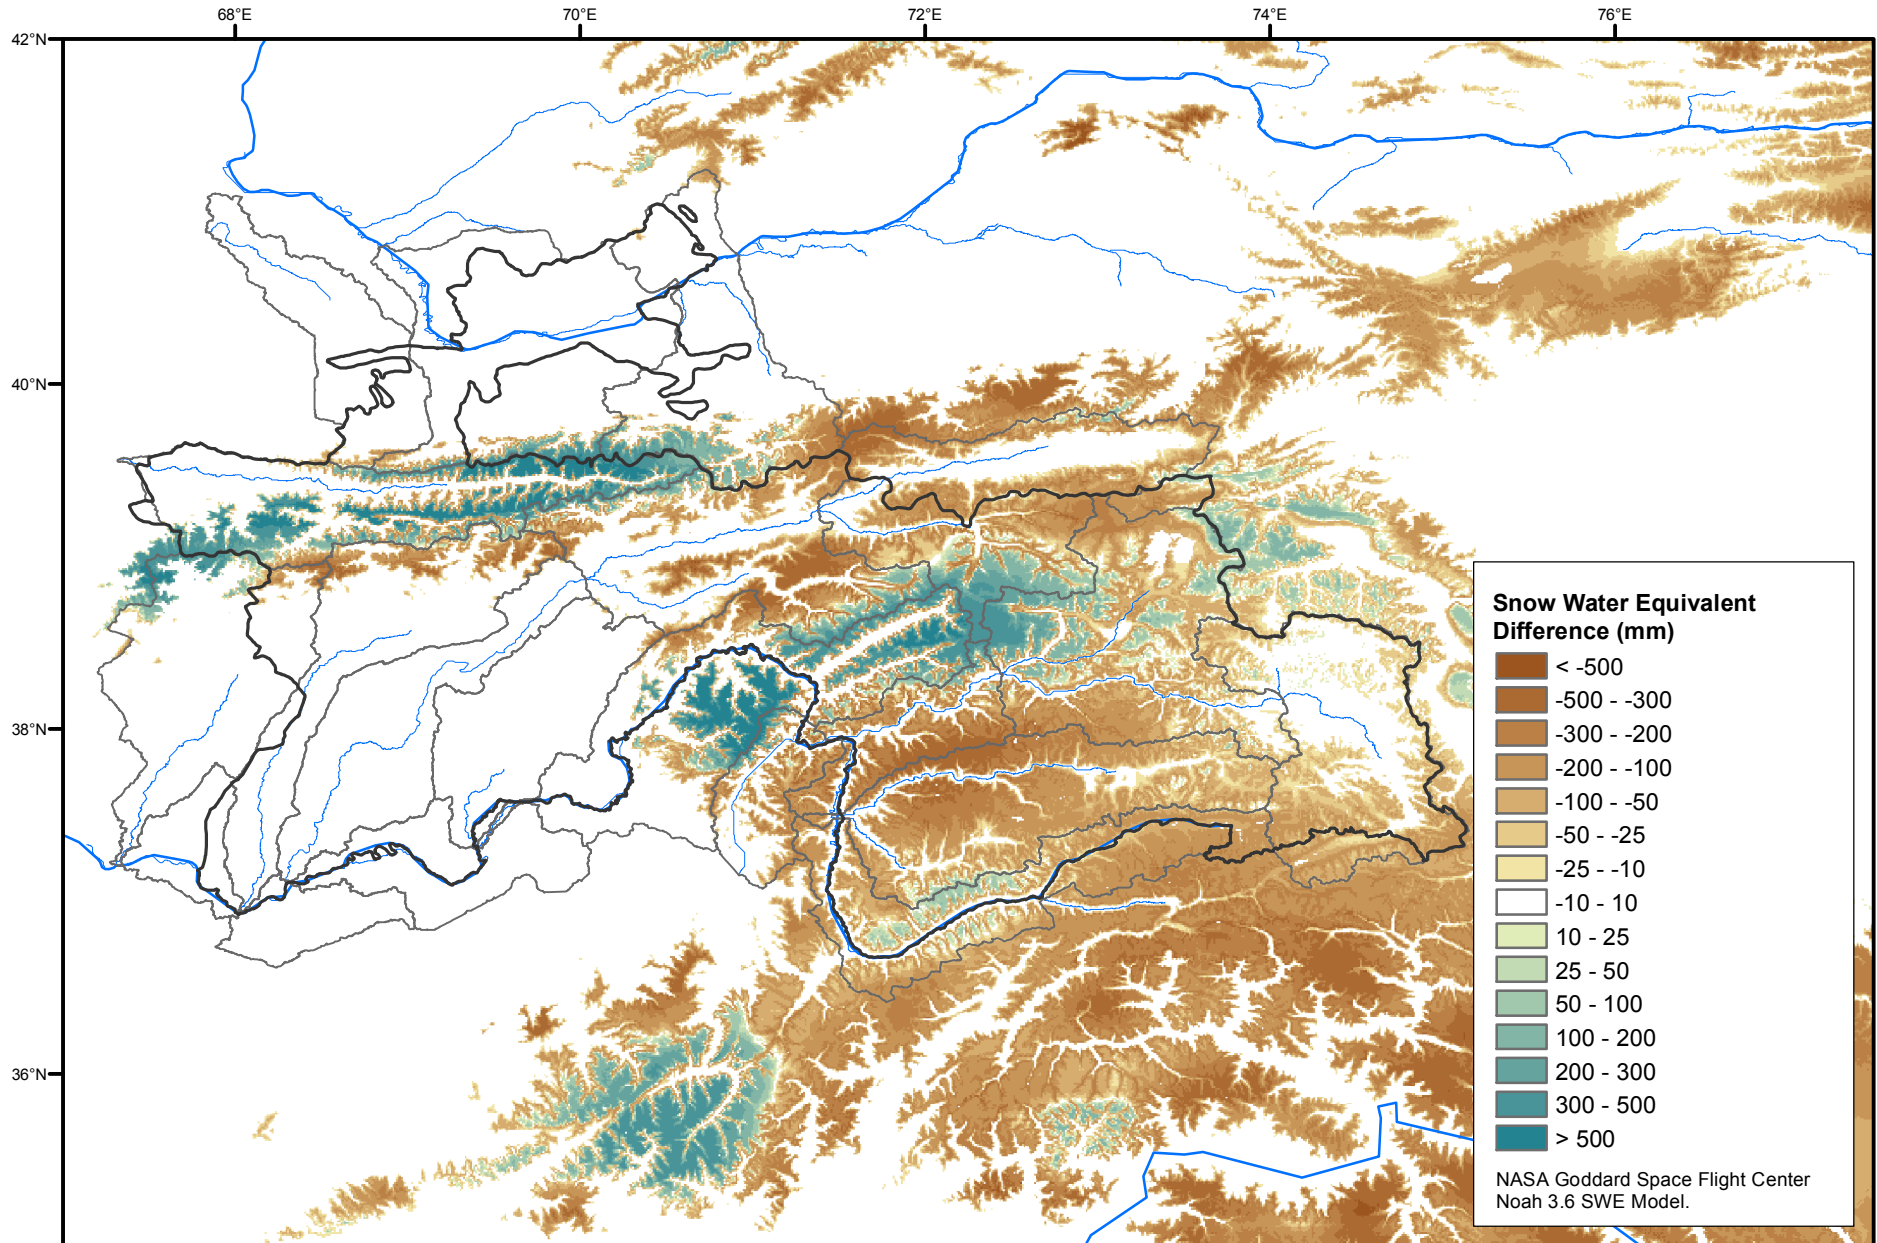 68°E 70°E 72°E 74°E 76°E
42°N
40°N
38°N
36°N
Snow Water Equivalent
Difference (mm)
< -500
-500 - -300
-300 - -200
-200 - -100
-100 - -50
-50 - -25
-25 - -10
-10 - 10
10 - 25
25 - 50
50 - 100
100 - 200
200 - 300
300 - 500
> 500
NASA Goddard Space Flight Center
Noah 3.6 SWE Model.